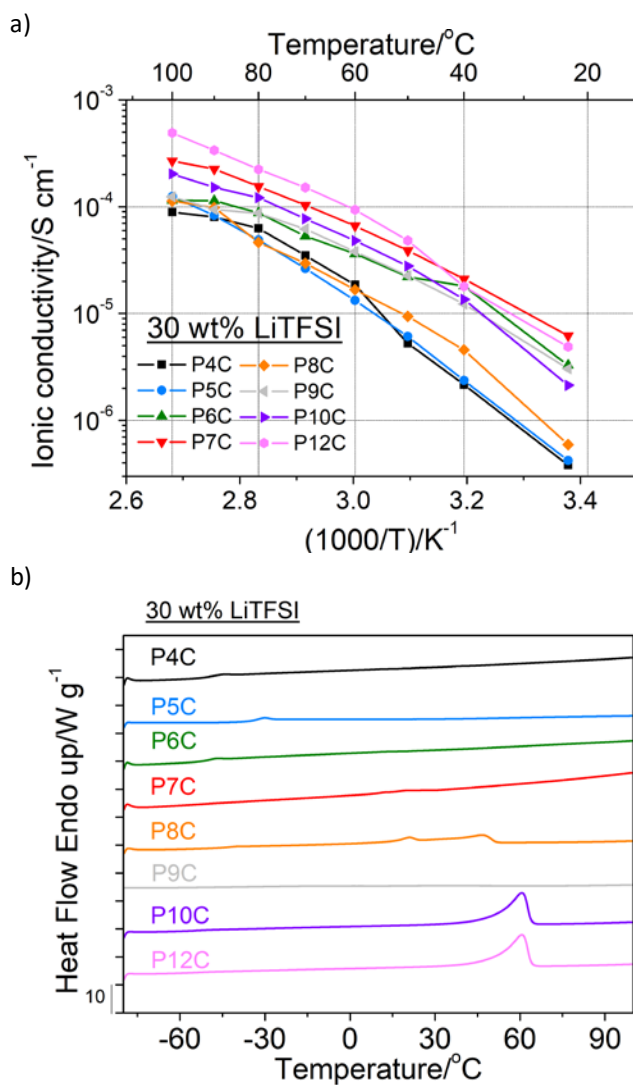 a)
Temperature/°C
100 80 60 40 20
10⁻³
10⁻⁴
10⁻⁵
10⁻⁶
Ionic conductivity/S cm⁻¹
30 wt% LiTFSI
P4C P8C
P5C P9C
P6C P10C
P7C P12C
2.6 2.8 3.0 3.2 3.4
(1000/T)/K⁻¹
b)
30 wt% LiTFSI
Heat Flow Endo up/W g⁻¹
P4C
P5C
P6C
P7C
P8C
P9C
P10C
P12C
10
-60 -30 0 30 60 90
Temperature/°C